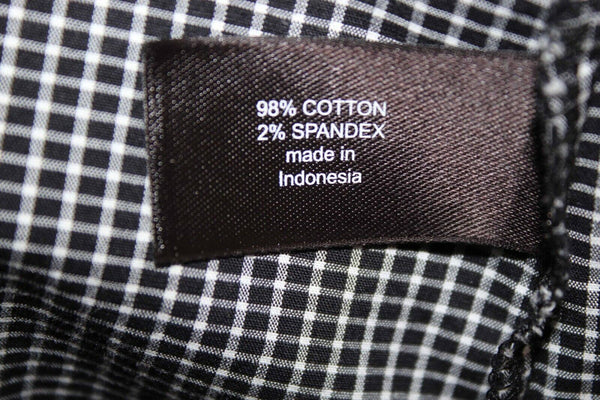 98% COTTON
2% SPANDEX
made in
Indonesia